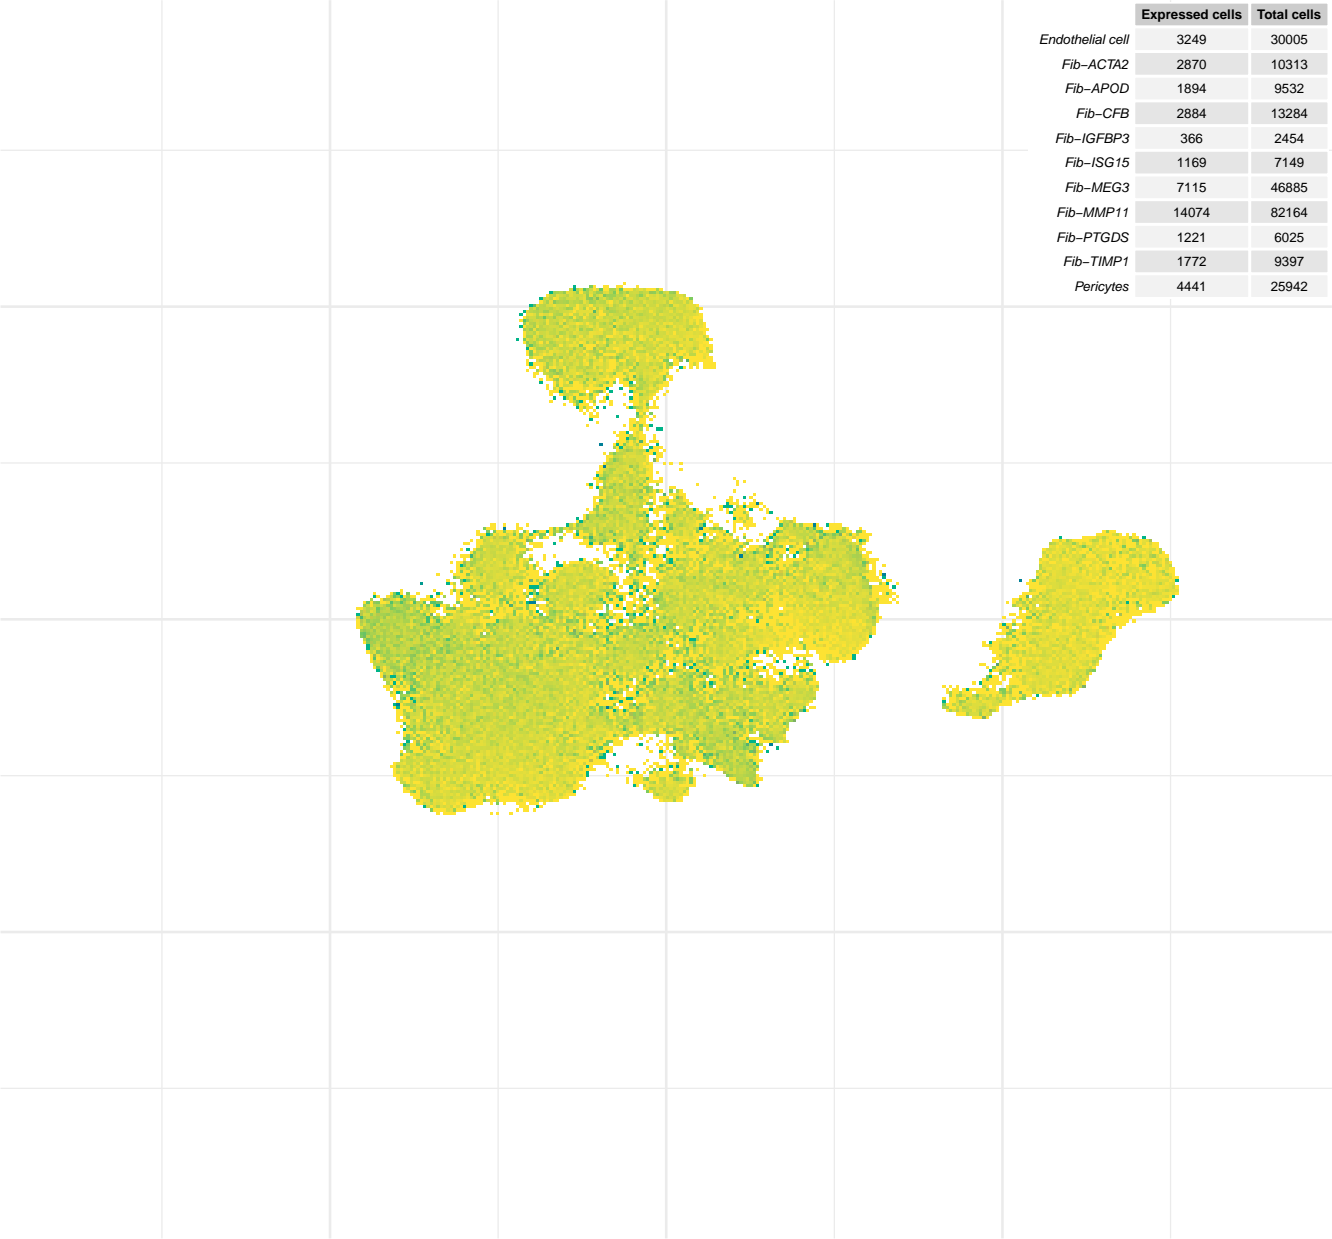 Expressed cells Total cells
Endothelial cell 3249 30005
Fib−ACTA2 2870 10313
Fib−APOD 1894 9532
Fib−CFB 2884 13284
Fib−IGFBP3 366 2454
Fib−ISG15 1169 7149
Fib−MEG3 7115 46885
Fib−MMP11 14074 82164
Fib−PTGDS 1221 6025
Fib−TIMP1 1772 9397
Pericytes 4441 25942